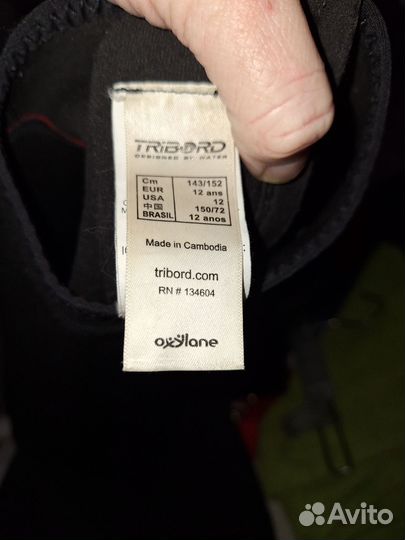 TRIBORD
DESIGNED BY WATER
Cm 143/152
EUR 12 ans
USA 12
中国 150/72
BRASIL 12 anos
Made in Cambodia
tribord.com
RN # 134604
oxylane
Avito